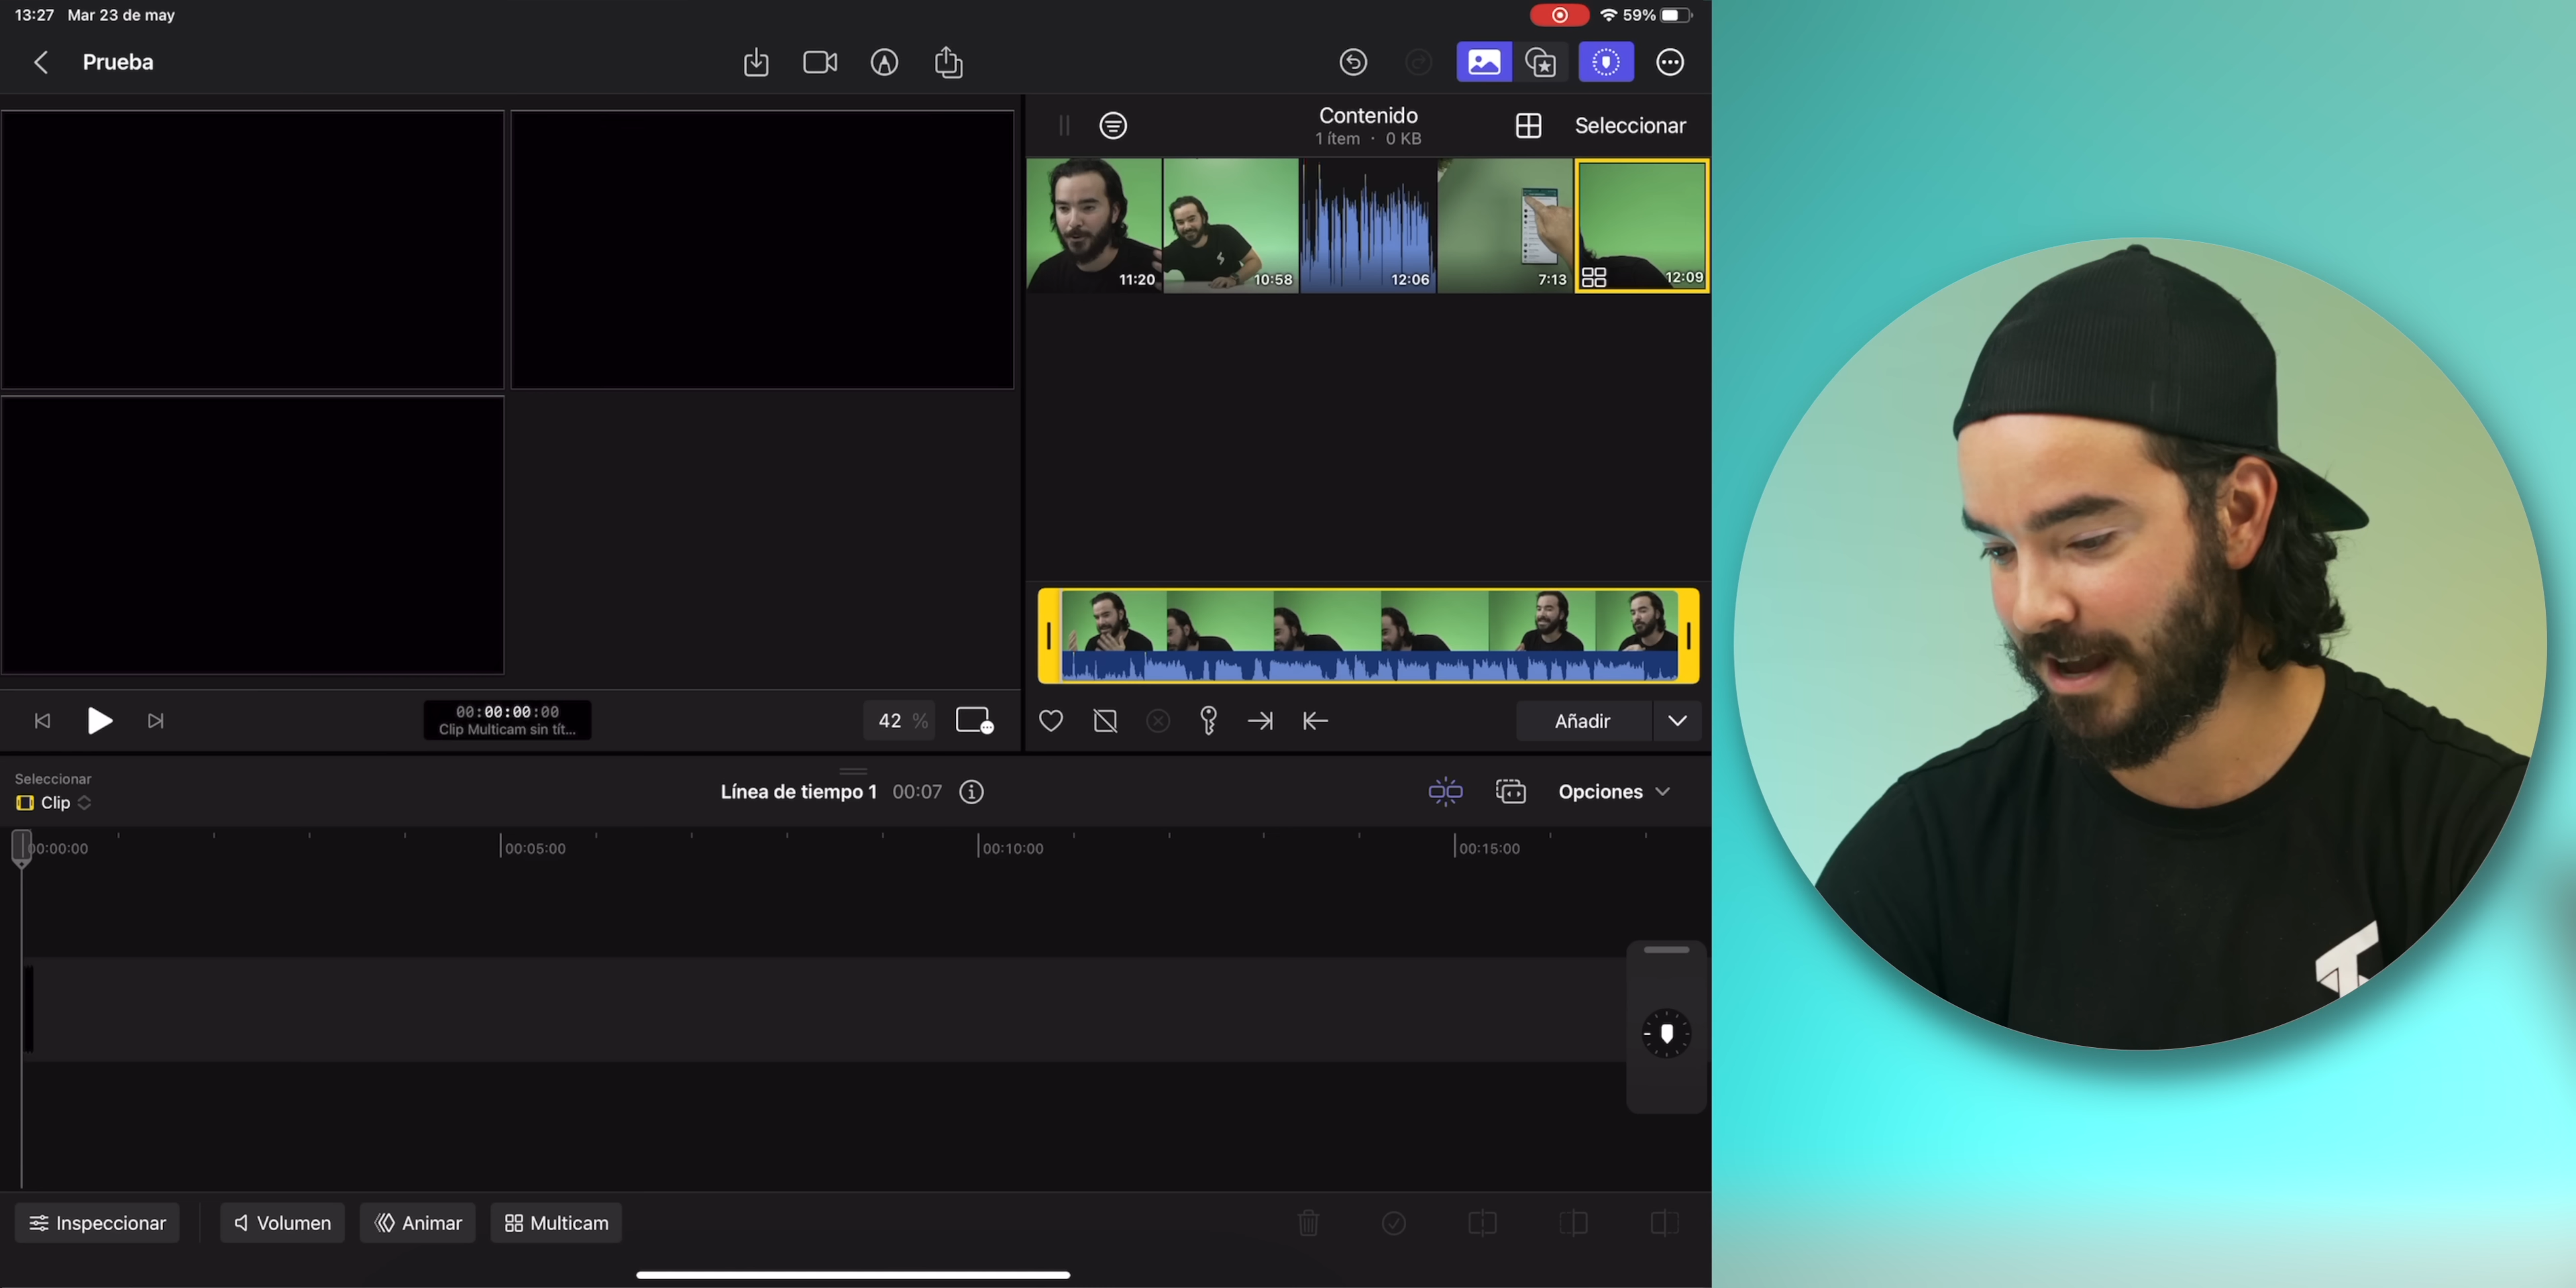 13:27 Mar 23 de may
59%
Prueba
Contenido
1 ítem · 0 KB
Seleccionar
11:20
10:58
12:06
7:13
12:09
00:00:00:00
Clip Multicam sin tít...
42 %
Añadir
Seleccionar
Clip
Línea de tiempo 1 00:07
Opciones
00:00:00
00:05:00
00:10:00
00:15:00
Inspeccionar
Volumen
Animar
Multicam